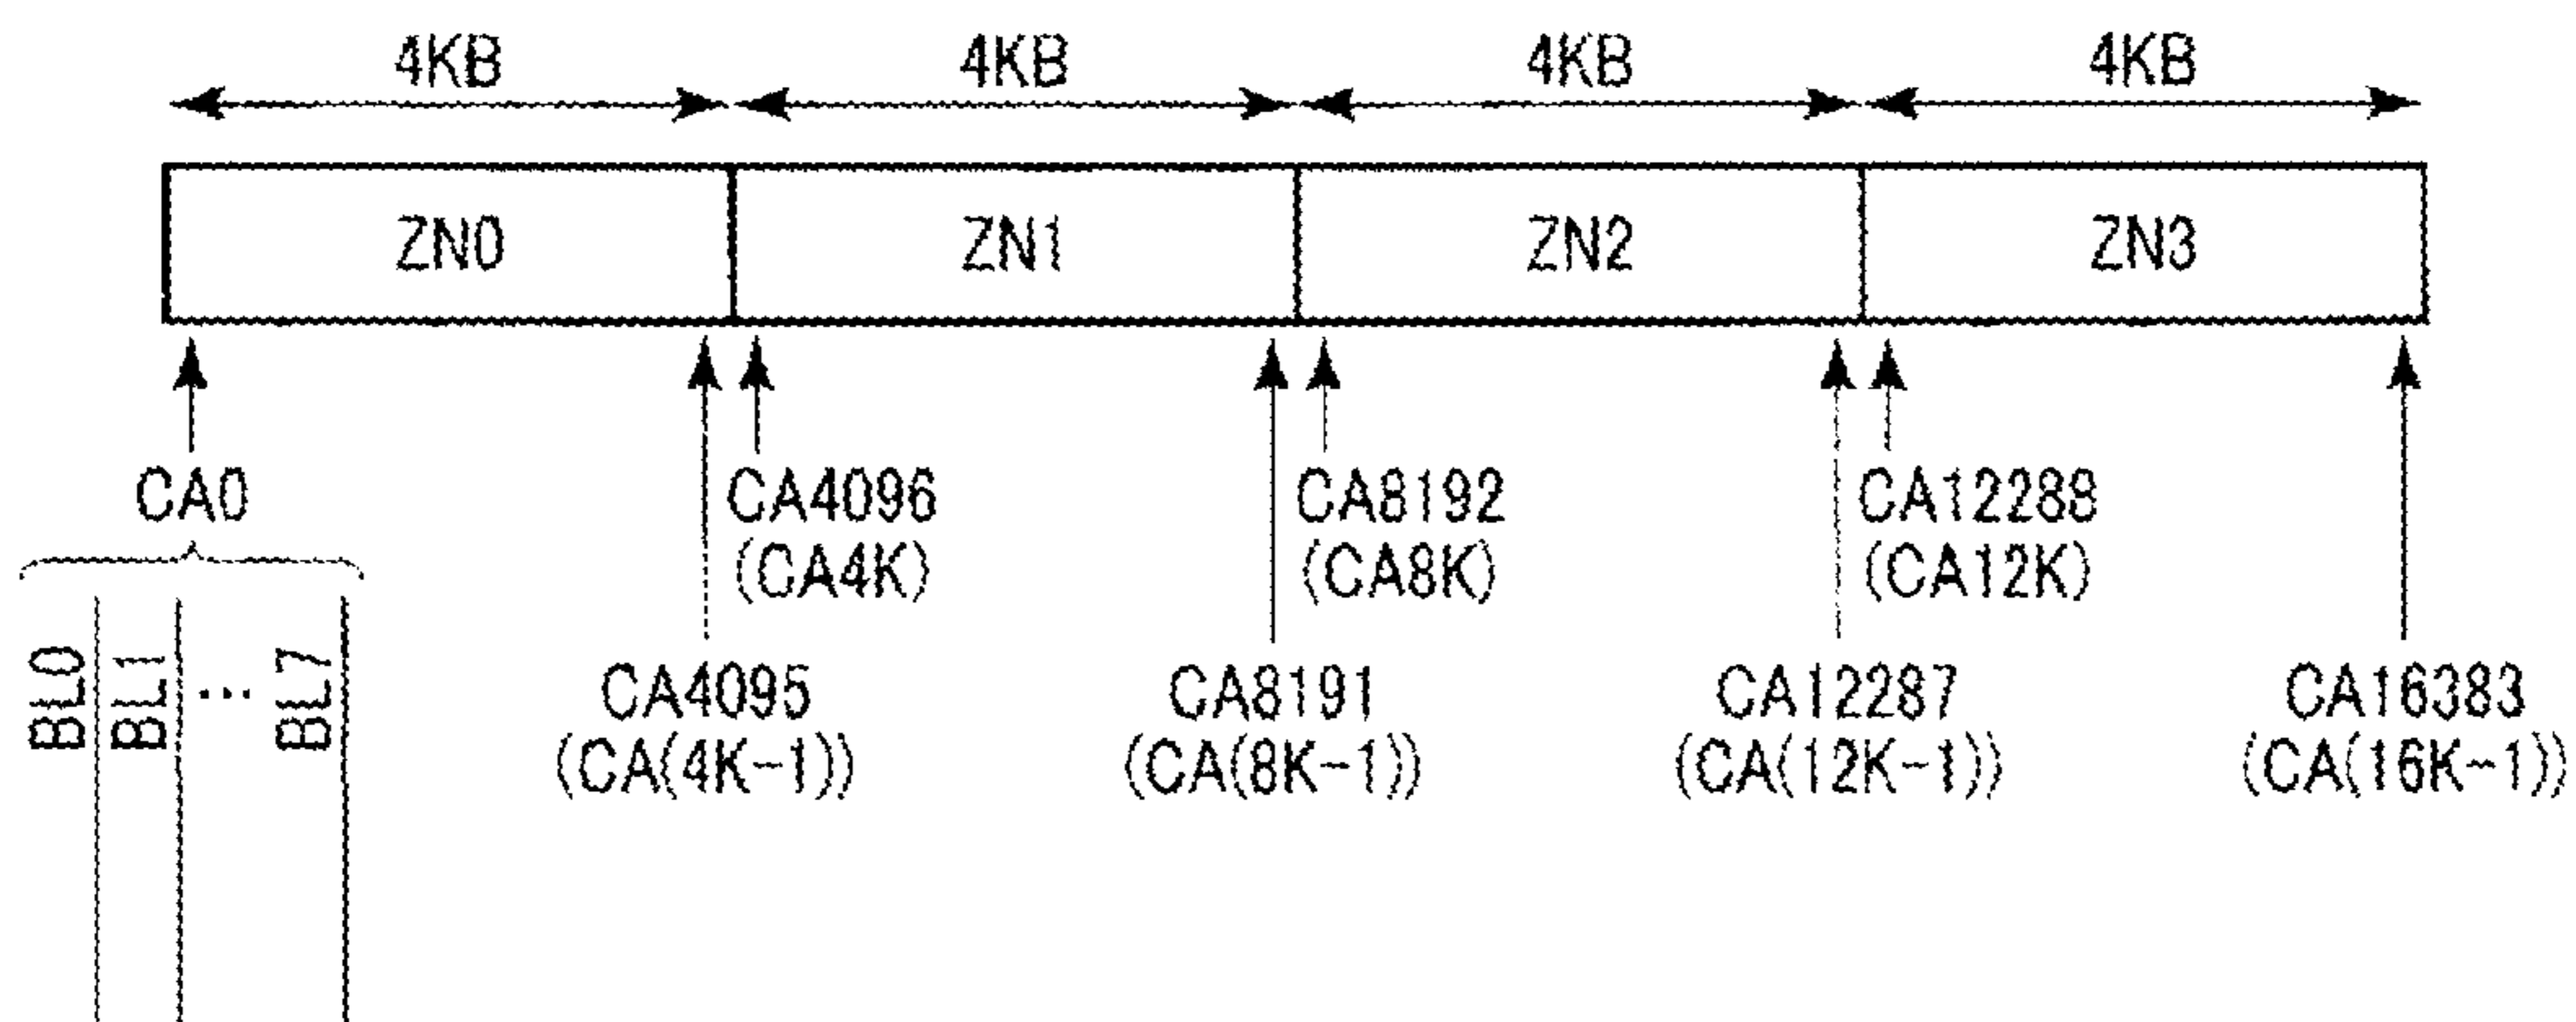 4KB 4KB 4KB 4KB
ZN0 ZN1 ZN2 ZN3
CA0 CA4096 CA8192 CA12288
(CA4K) (CA8K) (CA12K)
BL0 BL1 ... BL7
CA4095 CA8191 CA12287 CA16383
(CA(4K-1)) (CA(8K-1)) (CA(12K-1)) (CA(16K-1))